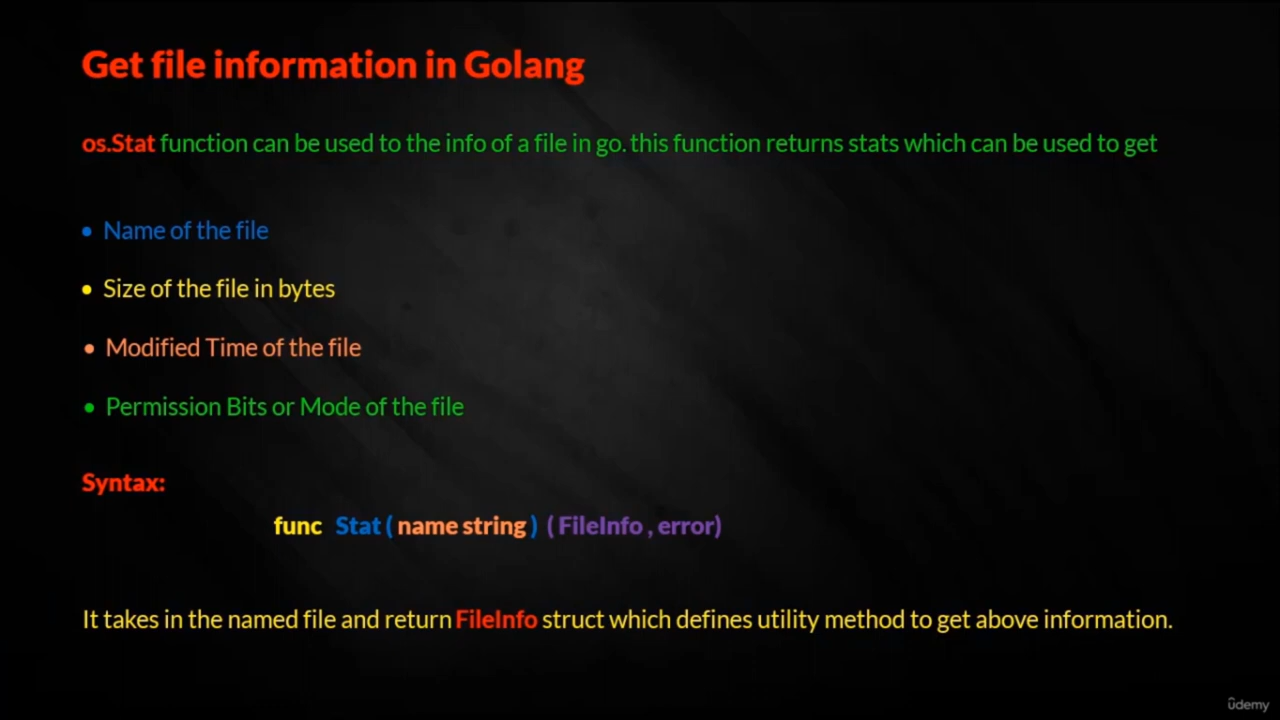 Get file information in Golang
os.Stat function can be used to the info of a file in go. this function returns stats which can be used to get
• Name of the file
• Size of the file in bytes
• Modified Time of the file
• Permission Bits or Mode of the file
Syntax:
func Stat ( name string ) ( FileInfo , error)
It takes in the named file and return FileInfo struct which defines utility method to get above information.
ûdemy